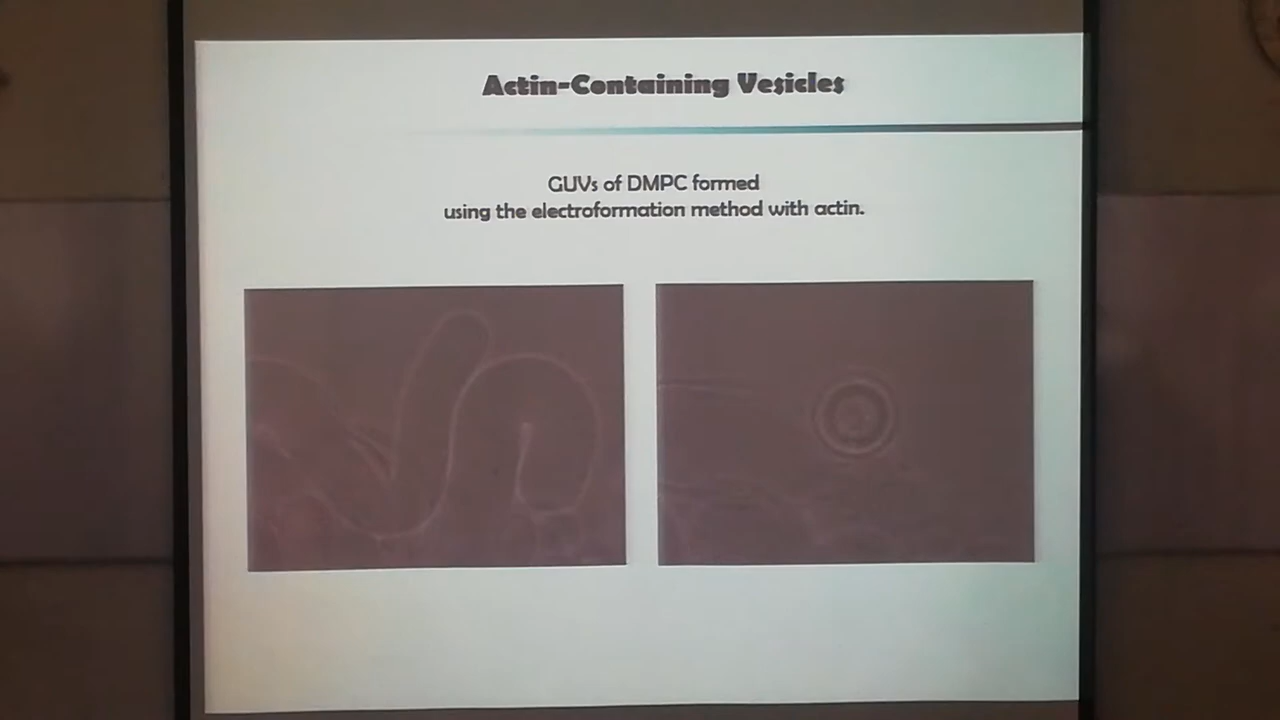 Actin-Containing Vesicles
GUVs of DMPC formed
using the electroformation method with actin.